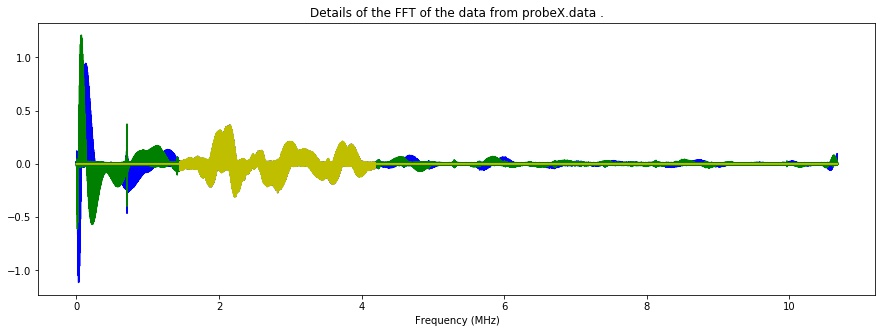 Details of the FFT of the data from probeX.data .
1.0
0.5
0.0
−0.5
−1.0
0 2 4 6 8 10
Frequency (MHz)